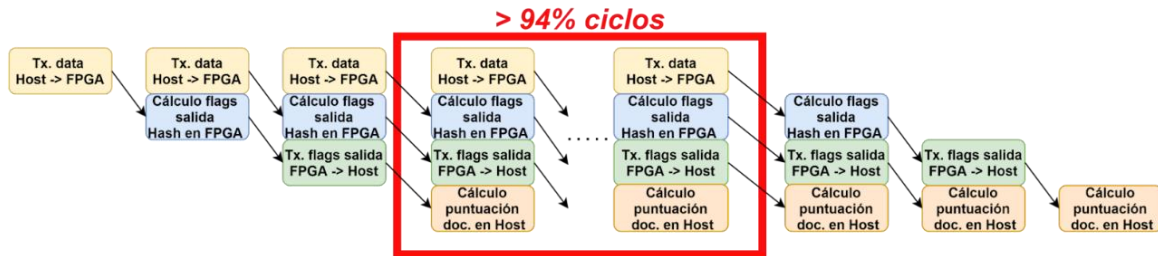 > 94% ciclos
Tx. data
Host -> FPGA
Tx. data
Host -> FPGA
Cálculo flags
salida
Hash en FPGA
Tx. data
Host -> FPGA
Cálculo flags
salida
Hash en FPGA
Tx. flags salida
FPGA -> Host
Tx. data
Host -> FPGA
Cálculo flags
salida
Hash en FPGA
Tx. flags salida
FPGA -> Host
Cálculo
puntuación
doc. en Host
......
Tx. data
Host -> FPGA
Cálculo flags
salida
Hash en FPGA
Tx. flags salida
FPGA -> Host
Cálculo
puntuación
doc. en Host
Cálculo flags
salida
Hash en FPGA
Tx. flags salida
FPGA -> Host
Cálculo
puntuación
doc. en Host
Tx. flags salida
FPGA -> Host
Cálculo
puntuación
doc. en Host
Cálculo
puntuación
doc. en Host